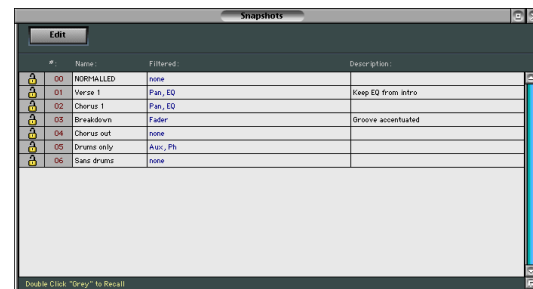 Snapshots
Edit
#: Name: Filtered: Description:
00 NORMALLED none
01 Verse 1 Pan, EQ Keep EQ from intro
02 Chorus 1 Pan, EQ
03 Breakdown Fader Groove accentuated
04 Chorus out none
05 Drums only Aux, Ph
06 Sans drums none
Double Click "Grey" to Recall